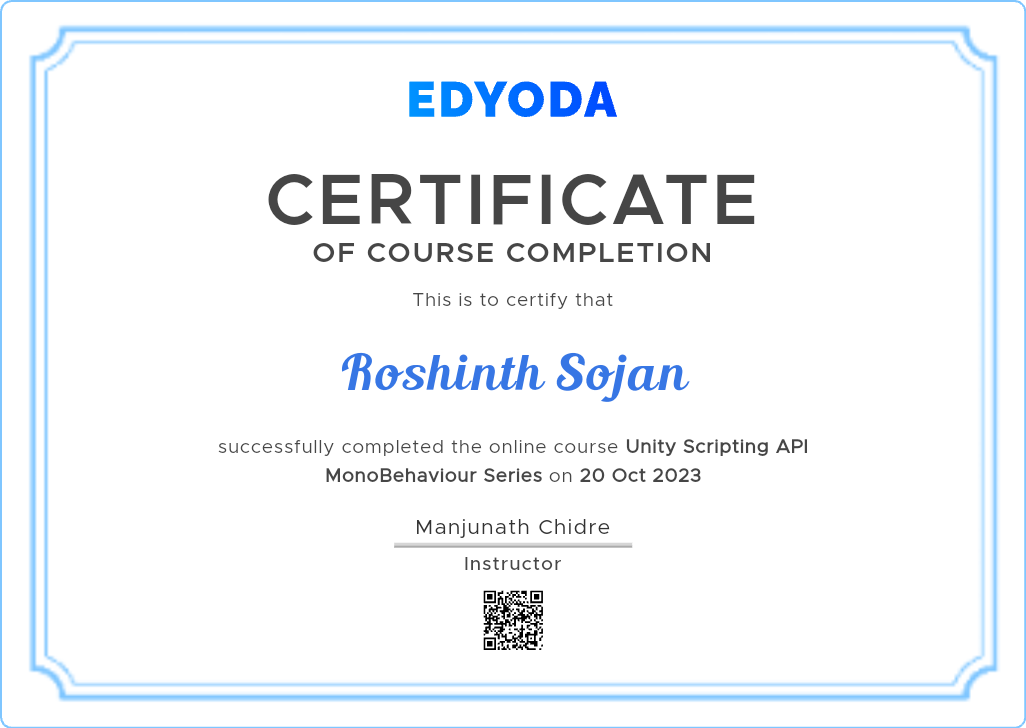 EDYODA
CERTIFICATE
OF COURSE COMPLETION
This is to certify that
Roshinth Sojan
successfully completed the online course Unity Scripting API
MonoBehaviour Series on 20 Oct 2023
Manjunath Chidre
Instructor